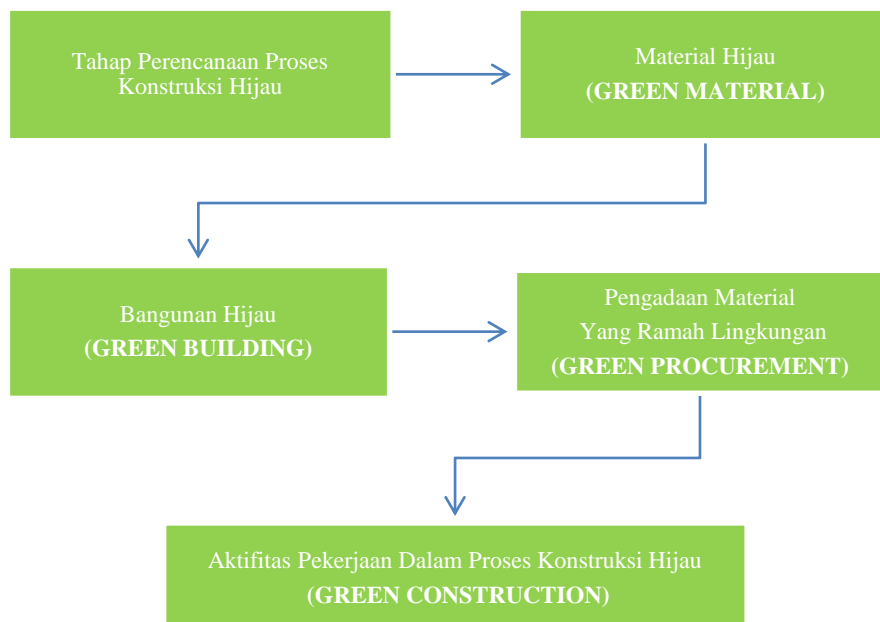 Tahap Perencanaan Proses
Konstruksi Hijau
Material Hijau
(GREEN MATERIAL)
Bangunan Hijau
(GREEN BUILDING)
Pengadaan Material
Yang Ramah Lingkungan
(GREEN PROCUREMENT)
Aktifitas Pekerjaan Dalam Proses Konstruksi Hijau
(GREEN CONSTRUCTION)